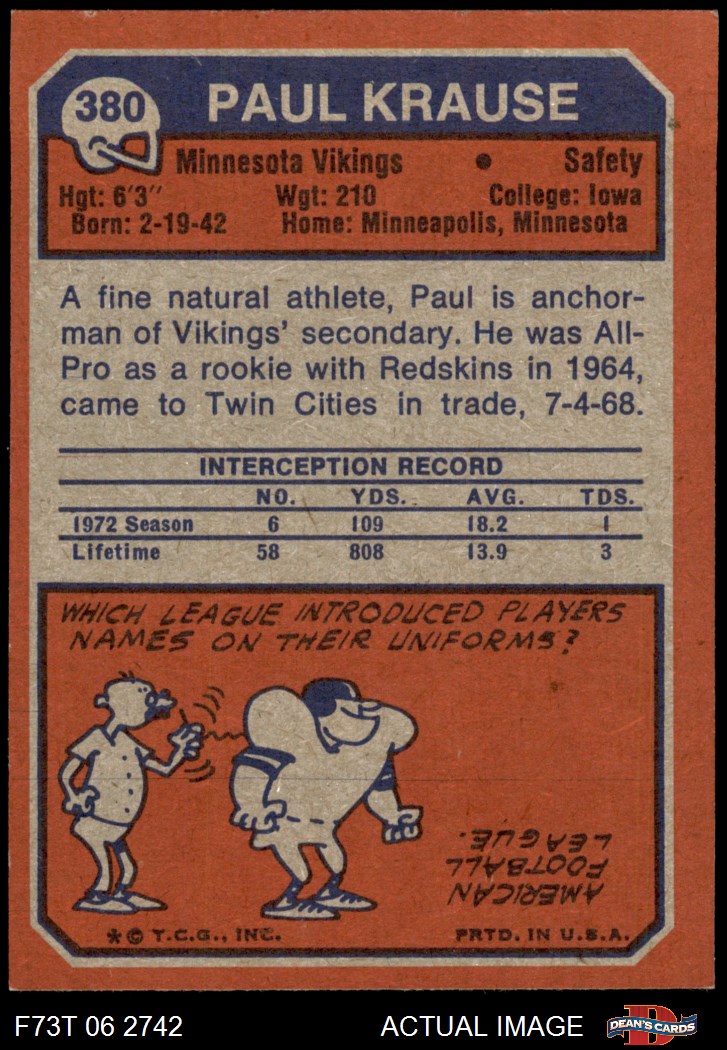 380
PAUL KRAUSE
Minnesota Vikings • Safety
Hgt: 6'3" Wgt: 210 College: Iowa
Born: 2-19-42 Home: Minneapolis, Minnesota
A fine natural athlete, Paul is anchor-
man of Vikings' secondary. He was All-
Pro as a rookie with Redskins in 1964,
came to Twin Cities in trade, 7-4-68.
INTERCEPTION RECORD
NO. YDS. AVG. TDS.
1972 Season 6 109 18.2 1
Lifetime 58 808 13.9 3
WHICH LEAGUE INTRODUCED PLAYERS
NAMES ON THEIR UNIFORMS?
AMERICAN
FOOTBALL
LEAGUE.
* © T.C.G., INC. PRTD. IN U.S.A.
F73T 06 2742 ACTUAL IMAGE
D
DEAN'S CARDS